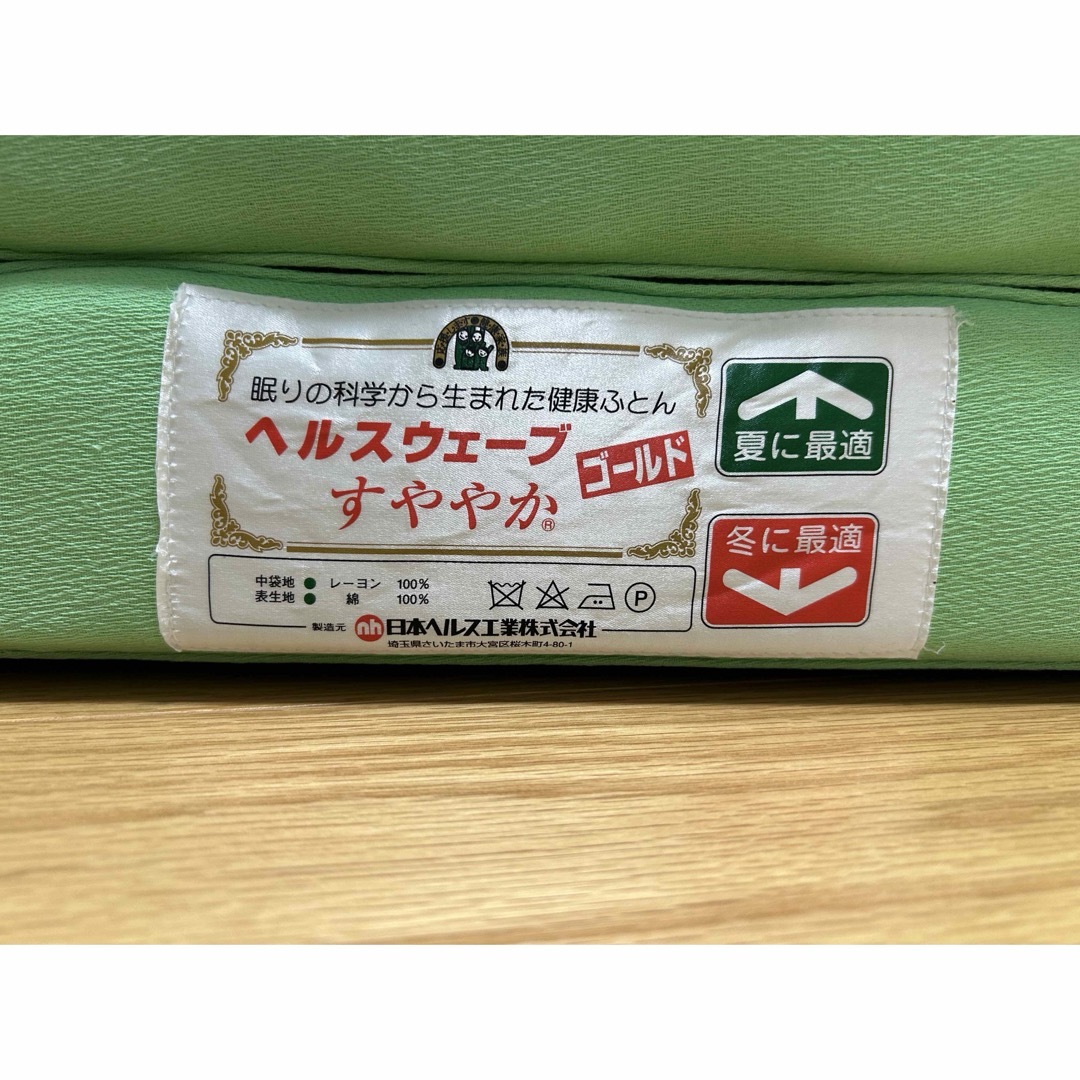 眠りの科学から生まれた健康ふとん
ヘルスウェーブ
ゴールド
すややか®
中袋地 ● レーヨン 100%
表生地 ● 綿 100%
P
製造元 nh 日本ヘルス工業株式会社
埼玉県さいたま市大宮区桜木町4-80-1
夏に最適
冬に最適